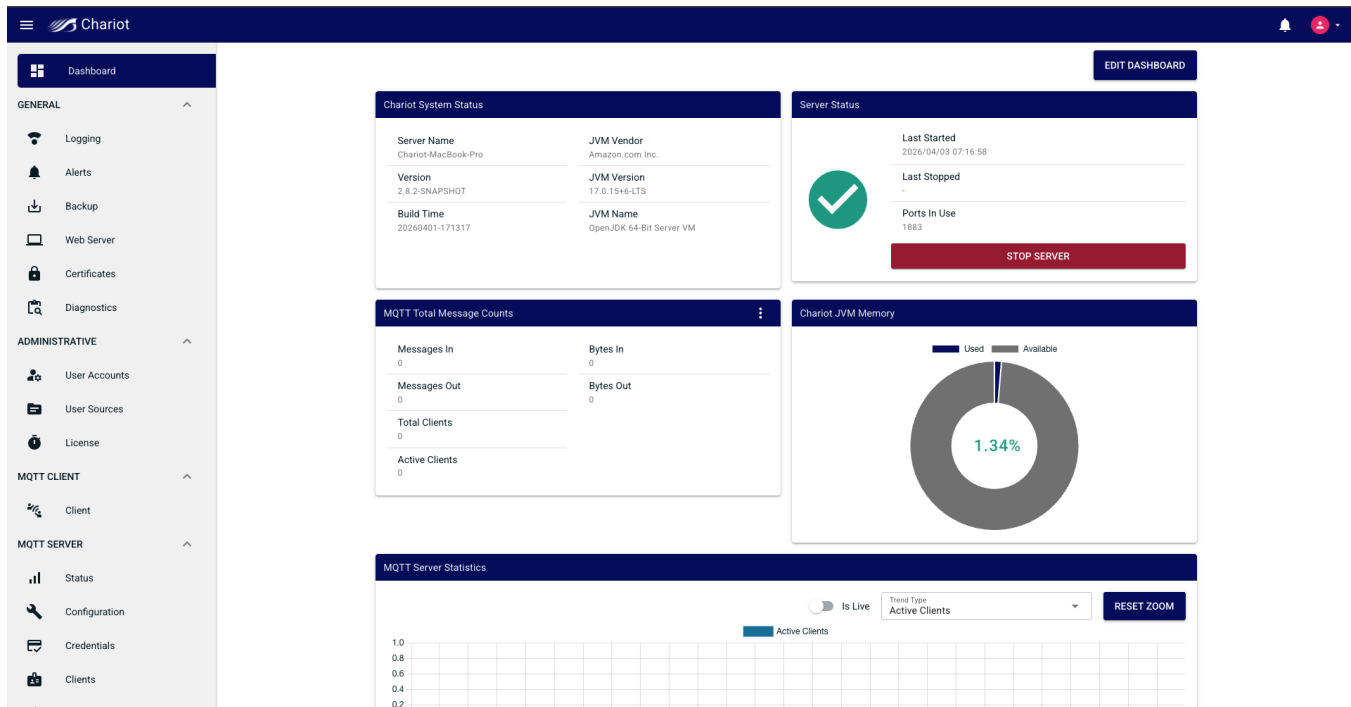 Chariot
Dashboard
GENERAL
Logging
Alerts
Backup
Web Server
Certificates
Diagnostics
ADMINISTRATIVE
User Accounts
User Sources
License
MQTT CLIENT
Client
MQTT SERVER
Status
Configuration
Credentials
Clients
EDIT DASHBOARD
Chariot System Status
Server Name
Chariot-MacBook-Pro
Version
2.8.2-SNAPSHOT
Build Time
20260401-171317
JVM Vendor
Amazon.com Inc.
JVM Version
17.0.15+6-LTS
JVM Name
OpenJDK 64-Bit Server VM
Server Status
Last Started
2026/04/03 07:16:58
Last Stopped
-
Ports In Use
1883
STOP SERVER
MQTT Total Message Counts
Messages In
0
Messages Out
0
Total Clients
0
Active Clients
0
Bytes In
0
Bytes Out
0
Chariot JVM Memory
Used Available
1.34%
MQTT Server Statistics
Is Live
Trend Type
Active Clients
RESET ZOOM
Active Clients
1.0
0.8
0.6
0.4
0.2